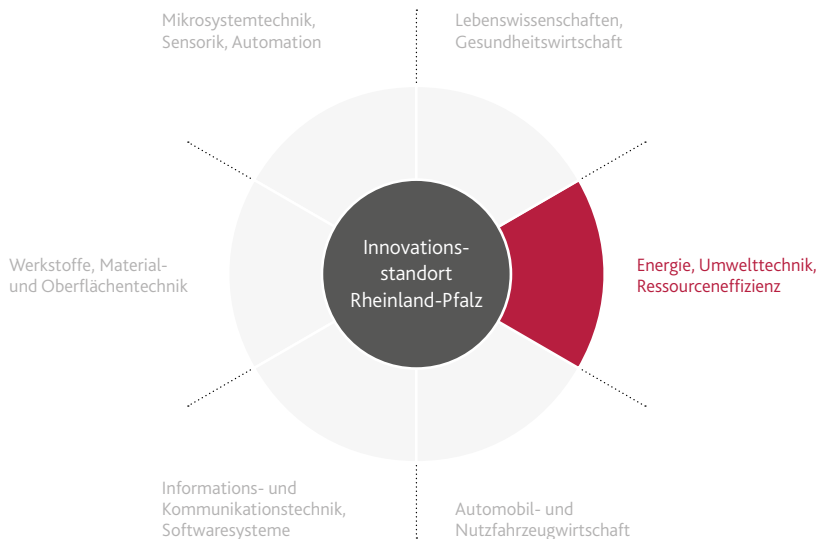 Mikrosystemtechnik,
Sensorik, Automation
Lebenswissenschaften,
Gesundheitswirtschaft
Werkstoffe, Material-
und Oberflächentechnik
Innovations-
standort
Rheinland-Pfalz
Energie, Umwelttechnik,
Ressourceneffizienz
Informations- und
Kommunikationstechnik,
Softwaresysteme
Automobil- und
Nutzfahrzeugwirtschaft